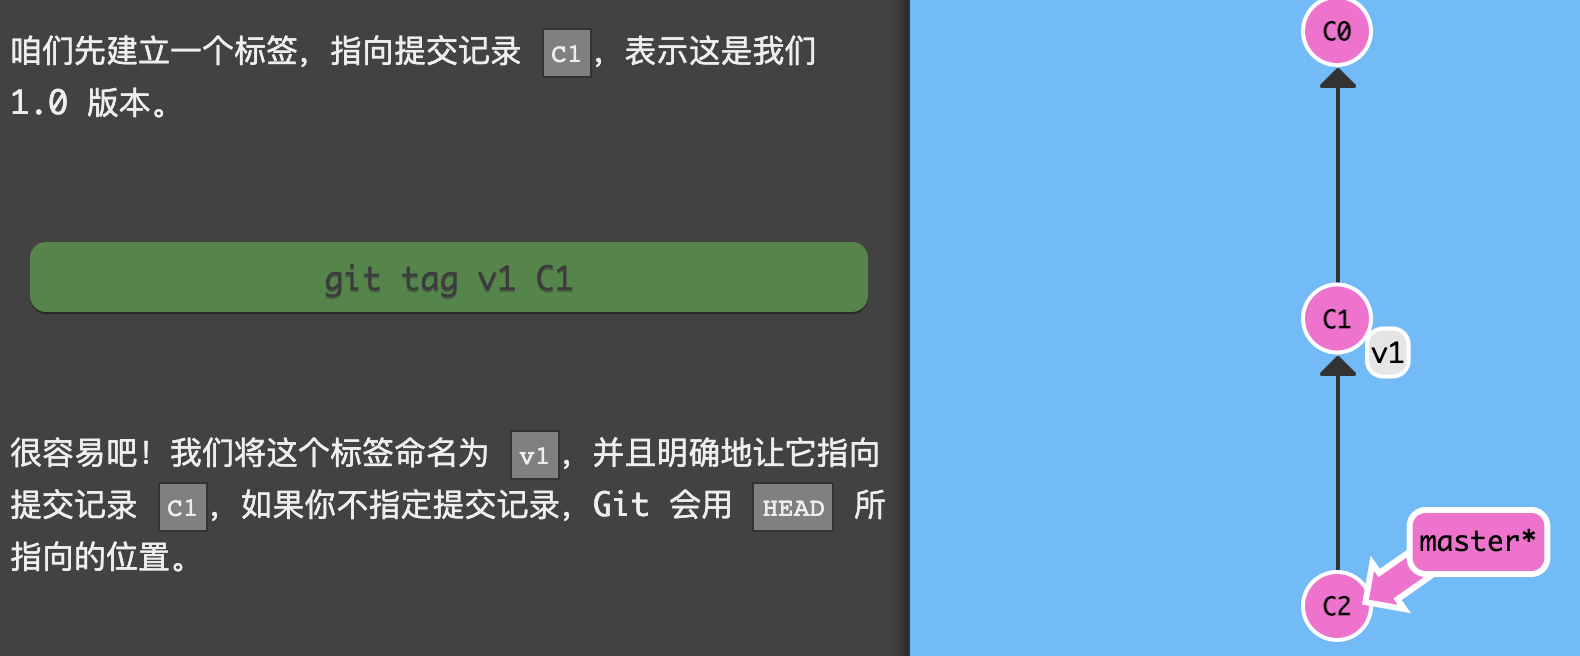 咱们先建立一个标签，指向提交记录 C1，表示这是我们
1.0 版本。
git tag v1 C1
很容易吧！我们将这个标签命名为 v1，并且明确地让它指向
提交记录 C1，如果你不指定提交记录，Git 会用 HEAD 所
指向的位置。
C0
C1
v1
master*
C2